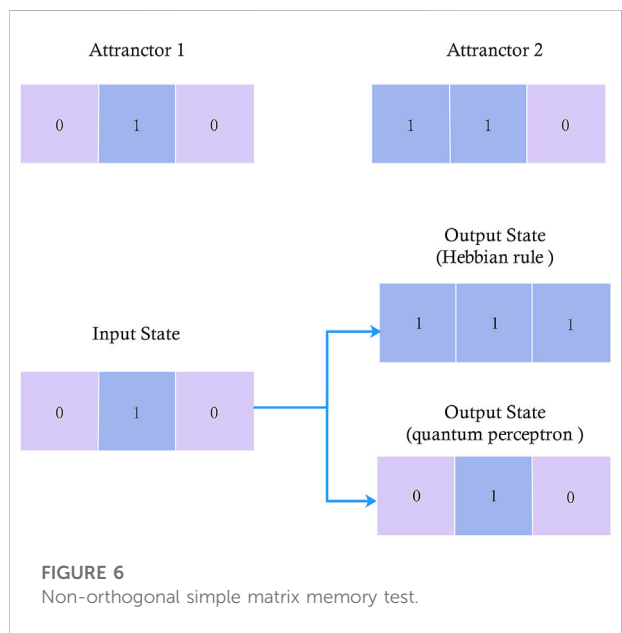 Attranctor 1
Attranctor 2
0 1 0
1 1 0
Output State
(Hebbian rule )
1 1 1
Input State
0 1 0
Output State
(quantum perceptron )
0 1 0
FIGURE 6
Non-orthogonal simple matrix memory test.